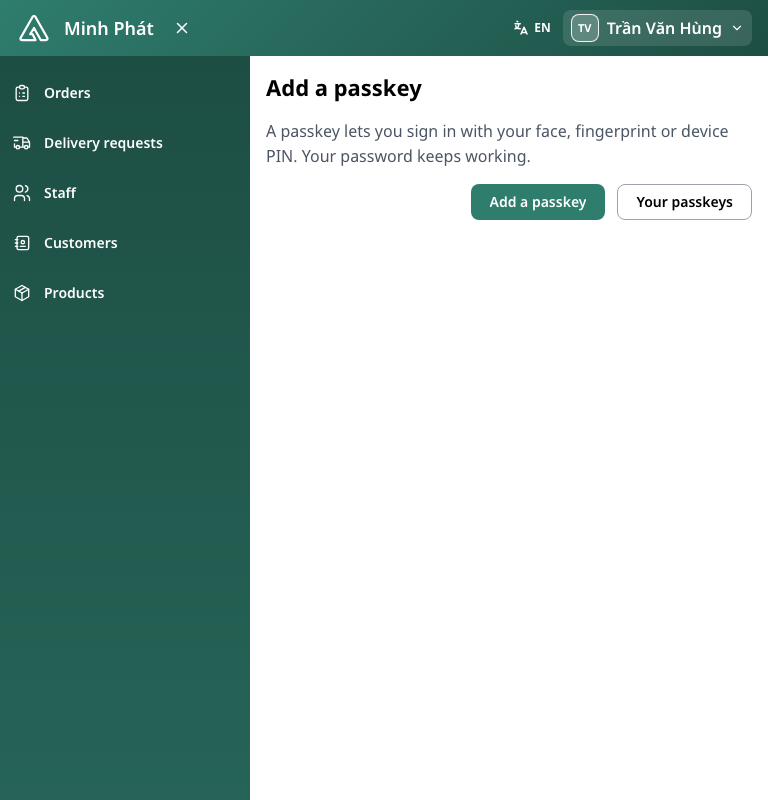 Minh Phát
EN
TV
Trần Văn Hùng
Orders
Delivery requests
Staff
Customers
Products
Add a passkey
A passkey lets you sign in with your face, fingerprint or device
PIN. Your password keeps working.
Add a passkey
Your passkeys